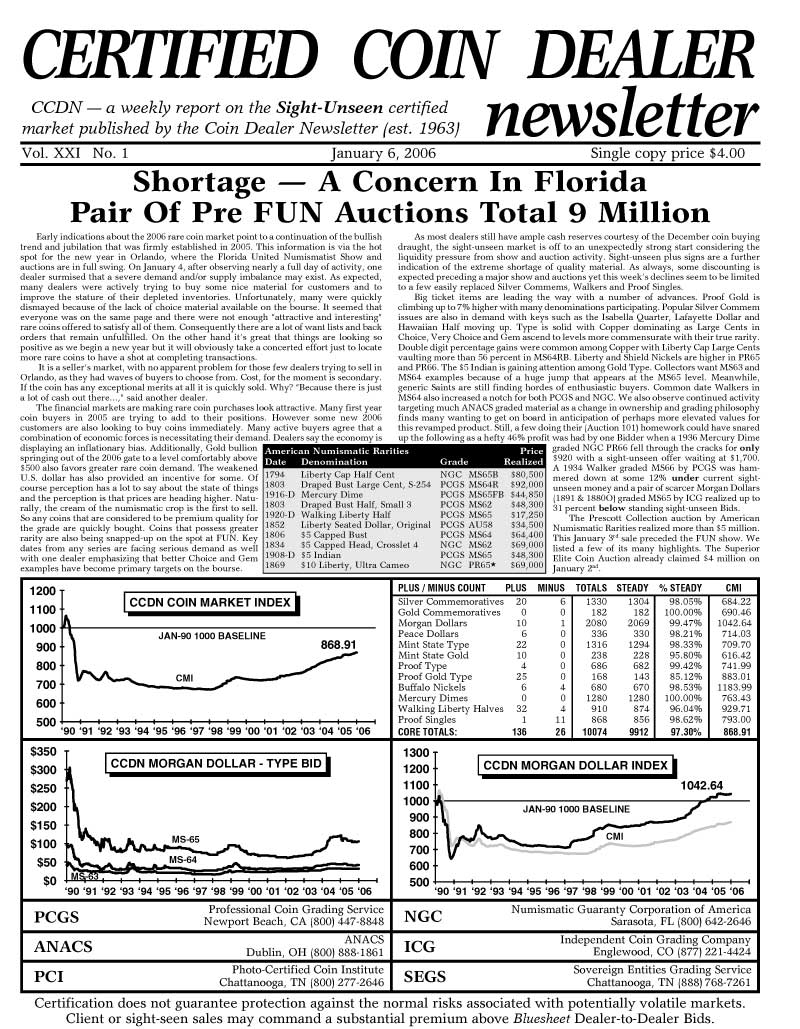 CERTIFIED COIN DEALER
newsletter
CCDN — a weekly report on the Sight-Unseen certified
market published by the Coin Dealer Newsletter (est. 1963)
Vol. XXI No. 1 January 6, 2006 Single copy price $4.00
Shortage — A Concern In Florida
Pair Of Pre FUN Auctions Total 9 Million
Early indications about the 2006 rare coin market point to a continuation of the bullish
trend and jubilation that was firmly established in 2005. This information is via the hot
spot for the new year in Orlando, where the Florida United Numismatist Show and
auctions are in full swing. On January 4, after observing nearly a full day of activity, one
dealer surmised that a severe demand and/or supply imbalance may exist. As expected,
many dealers were actively trying to buy some nice material for customers and to
improve the stature of their depleted inventories. Unfortunately, many were quickly
dismayed because of the lack of choice material available on the bourse. It seemed that
everyone was on the same page and there were not enough "attractive and interesting"
rare coins offered to satisfy all of them. Consequently there are a lot of want lists and back
orders that remain unfulfilled. On the other hand it's great that things are looking so
positive as we begin a new year but it will obviously take a concerted effort just to locate
more rare coins to have a shot at completing transactions.
It is a seller's market, with no apparent problem for those few dealers trying to sell in
Orlando, as they had waves of buyers to choose from. Cost, for the moment is secondary.
If the coin has any exceptional merits at all it is quickly sold. Why? "Because there is just
a lot of cash out there...," said another dealer.
The financial markets are making rare coin purchases look attractive. Many first year
coin buyers in 2005 are trying to add to their positions. However some new 2006
customers are also looking to buy coins immediately. Many active buyers agree that a
combination of economic forces is necessitating their demand. Dealers say the economy is
displaying an inflationary bias. Additionally, Gold bullion
springing out of the 2006 gate to a level comfortably above
$500 also favors greater rare coin demand. The weakened
U.S. dollar has also provided an incentive for some. Of
course perception has a lot to say about the state of things
and the perception is that prices are heading higher. Natu-
rally, the cream of the numismatic crop is the first to sell.
So any coins that are considered to be premium quality for
the grade are quickly bought. Coins that possess greater
rarity are also being snapped-up on the spot at FUN. Key
dates from any series are facing serious demand as well
with one dealer emphasizing that better Choice and Gem
examples have become primary targets on the bourse.
As most dealers still have ample cash reserves courtesy of the December coin buying
draught, the sight-unseen market is off to an unexpectedly strong start considering the
liquidity pressure from show and auction activity. Sight-unseen plus signs are a further
indication of the extreme shortage of quality material. As always, some discounting is
expected preceding a major show and auctions yet this week's declines seem to be limited
to a few easily replaced Silver Commems, Walkers and Proof Singles.
Big ticket items are leading the way with a number of advances. Proof Gold is
climbing up to 7% higher with many denominations participating. Popular Silver Commem
issues are also in demand with keys such as the Isabella Quarter, Lafayette Dollar and
Hawaiian Half moving up. Type is solid with Copper dominating as Large Cents in
Choice, Very Choice and Gem ascend to levels more commensurate with their true rarity.
Double digit percentage gains were common among Copper with Liberty Cap Large Cents
vaulting more than 56 percent in MS64RB. Liberty and Shield Nickels are higher in PR65
and PR66. The $5 Indian is gaining attention among Gold Type. Collectors want MS63 and
MS64 examples because of a huge jump that appears at the MS65 level. Meanwhile,
generic Saints are still finding hordes of enthusiastic buyers. Common date Walkers in
MS64 also increased a notch for both PCGS and NGC. We also observe continued activity
targeting much ANACS graded material as a change in ownership and grading philosophy
finds many wanting to get on board in anticipation of perhaps more elevated values for
this revamped product. Still, a few doing their (Auction 101) homework could have snared
up the following as a hefty 46% profit was had by one Bidder when a 1936 Mercury Dime
graded NGC PR66 fell through the cracks for only
$920 with a sight-unseen offer waiting at $1,700.
A 1934 Walker graded MS66 by PCGS was ham-
mered down at some 12% under current sight-
unseen money and a pair of scarcer Morgan Dollars
(1891 & 1880O) graded MS65 by ICG realized up to
31 percent below standing sight-unseen Bids.
The Prescott Collection auction by American
Numismatic Rarities realized more than $5 million.
This January 3rd sale preceded the FUN show. We
listed a few of its many highlights. The Superior
Elite Coin Auction already claimed $4 million on
January 2nd.
American Numismatic Rarities Price
Date Denomination Grade Realized
1794 Liberty Cap Half Cent NGC MS65B $80,500
1803 Draped Bust Large Cent, S-254 PCGS MS64R $92,000
1916-D Mercury Dime PCGS MS65FB $44,850
1803 Draped Bust Half, Small 3 PCGS MS62 $48,300
1920-D Walking Liberty Half PCGS MS65 $17,250
1852 Liberty Seated Dollar, Original PCGS AU58 $34,500
1806 $5 Capped Bust PCGS MS64 $64,400
1834 $5 Capped Head, Crosslet 4 NGC MS62 $69,000
1908-D $5 Indian PCGS MS65 $48,300
1869 $10 Liberty, Ultra Cameo NGC PR65★ $69,000
CCDN COIN MARKET INDEX
1200
1100
1000
900
800
700
600
500
JAN-90 1000 BASELINE
868.91
CMI
'90 '91 '92 '93 '94 '95 '96 '97 '98 '99 '00 '01 '02 '03 '04 '05 '06
PLUS / MINUS COUNT PLUS MINUS TOTALS STEADY % STEADY CMI
Silver Commemoratives 20 6 1330 1304 98.05% 684.22
Gold Commemoratives 0 0 182 182 100.00% 690.46
Morgan Dollars 10 1 2080 2069 99.47% 1042.64
Peace Dollars 6 0 336 330 98.21% 714.03
Mint State Type 22 0 1316 1294 98.33% 709.70
Mint State Gold 10 0 238 228 95.80% 616.42
Proof Type 4 0 686 682 99.42% 741.99
Proof Gold Type 25 0 168 143 85.12% 883.01
Buffalo Nickels 6 4 680 670 98.53% 1183.99
Mercury Dimes 0 0 1280 1280 100.00% 763.43
Walking Liberty Halves 32 4 910 874 96.04% 929.71
Proof Singles 1 11 868 856 98.62% 793.00
CORE TOTALS: 136 26 10074 9912 97.30% 868.91
CCDN MORGAN DOLLAR - TYPE BID
$350
$300
$250
$200
$150
$100
$50
$0
MS-65
MS-64
MS-63
'90 '91 '92 '93 '94 '95 '96 '97 '98 '99 '00 '01 '02 '03 '04 '05 '06
CCDN MORGAN DOLLAR INDEX
1300
1200
1100
1000
900
800
700
600
500
1042.64
JAN-90 1000 BASELINE
CMI
'90 '91 '92 '93 '94 '95 '96 '97 '98 '99 '00 '01 '02 '03 '04 '05 '06
PCGS Professional Coin Grading Service
Newport Beach, CA (800) 447-8848
NGC Numismatic Guaranty Corporation of America
Sarasota, FL (800) 642-2646
ANACS ANACS
Dublin, OH (800) 888-1861
ICG Independent Coin Grading Company
Englewood, CO (877) 221-4424
PCI Photo-Certified Coin Institute
Chattanooga, TN (800) 277-2646
SEGS Sovereign Entities Grading Service
Chattanooga, TN (888) 768-7261
Certification does not guarantee protection against the normal risks associated with potentially volatile markets.
Client or sight-seen sales may command a substantial premium above Bluesheet Dealer-to-Dealer Bids.